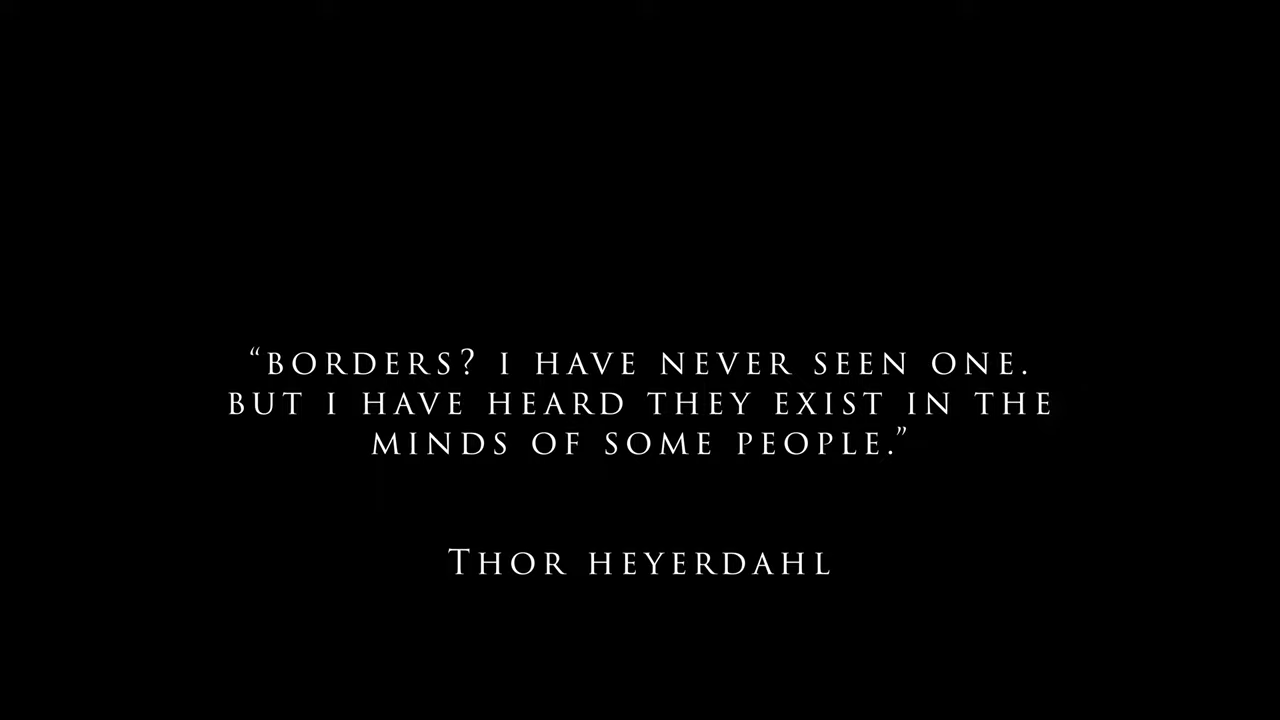 “BORDERS? I HAVE NEVER SEEN ONE.
BUT I HAVE HEARD THEY EXIST IN THE
MINDS OF SOME PEOPLE.”
THOR HEYERDAHL